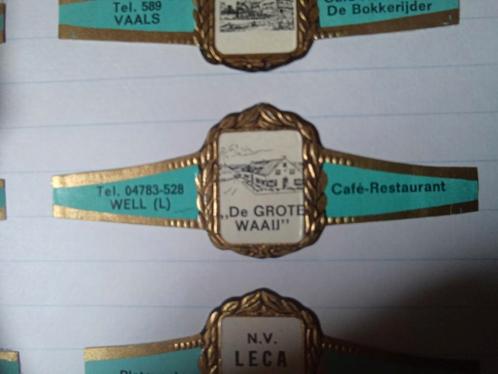 Tel. 589
VAALS
De Bokkerijder
Tel. 04783-528
WELL (L)
„De GROTE
WAAIJ"
Café-Restaurant
N.V.
LECA